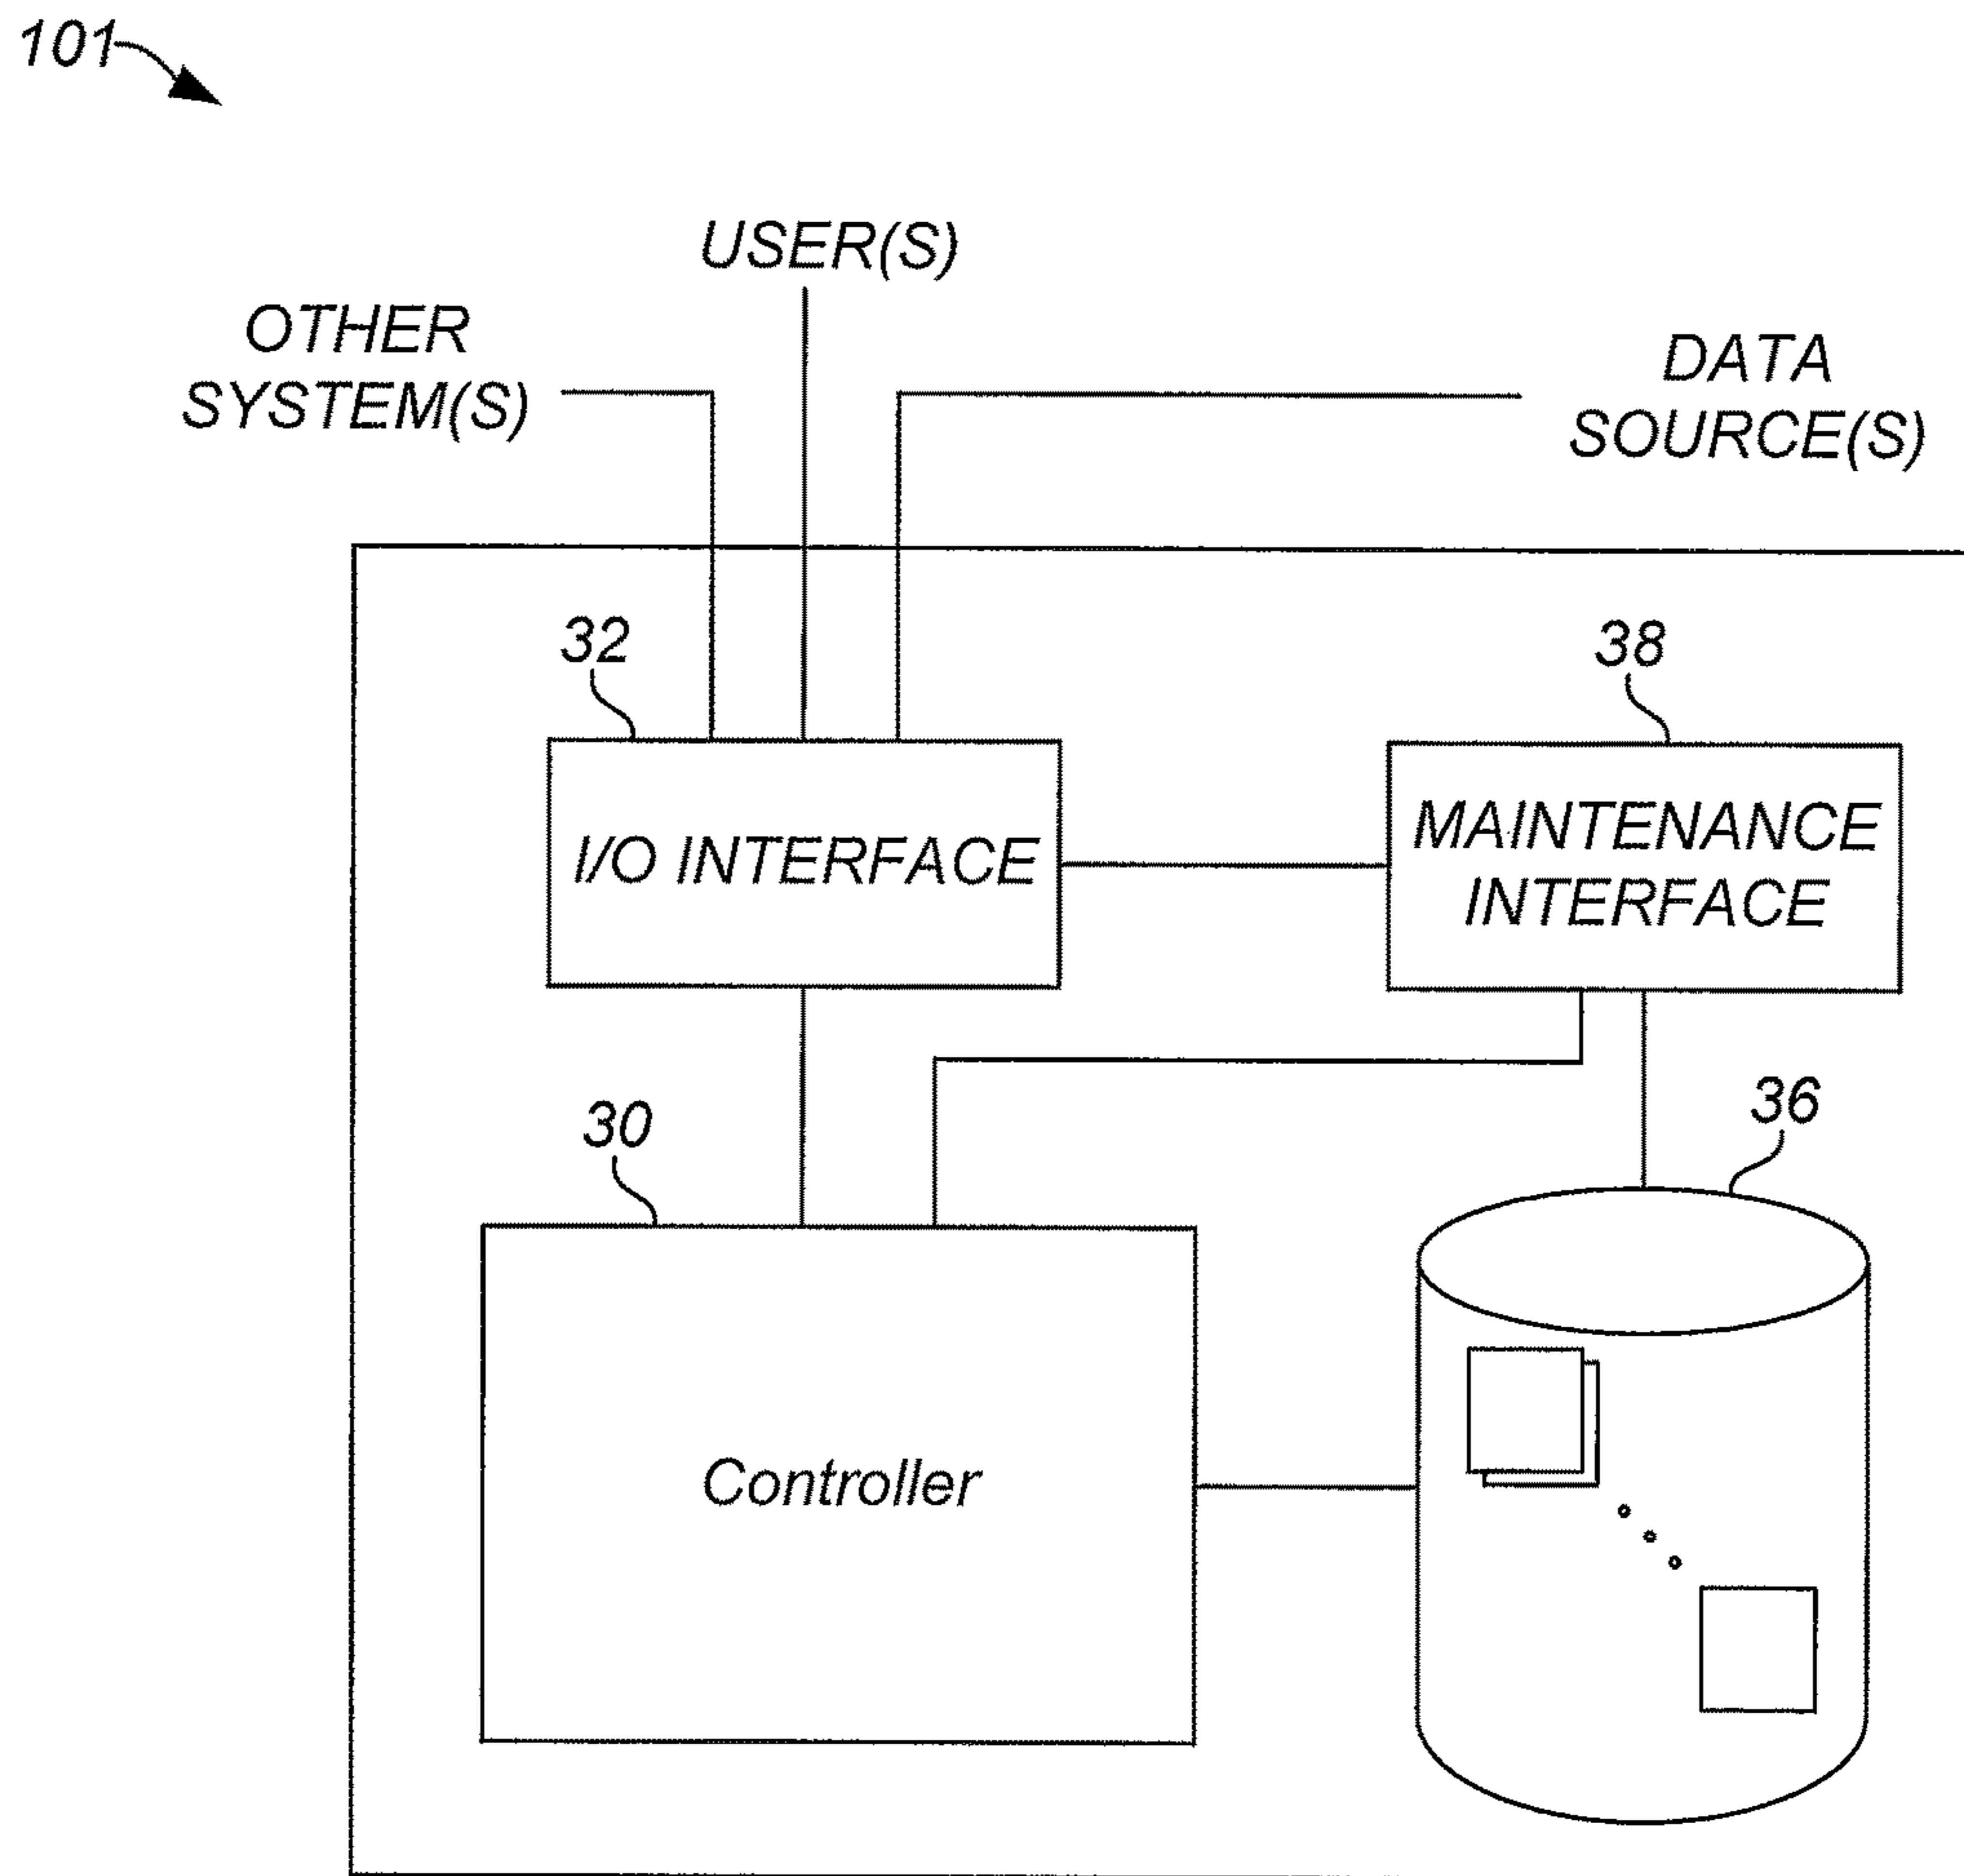 101
USER(S)
OTHER
SYSTEM(S)
DATA
SOURCE(S)
32
38
I/O INTERFACE
MAINTENANCE
INTERFACE
30
36
Controller